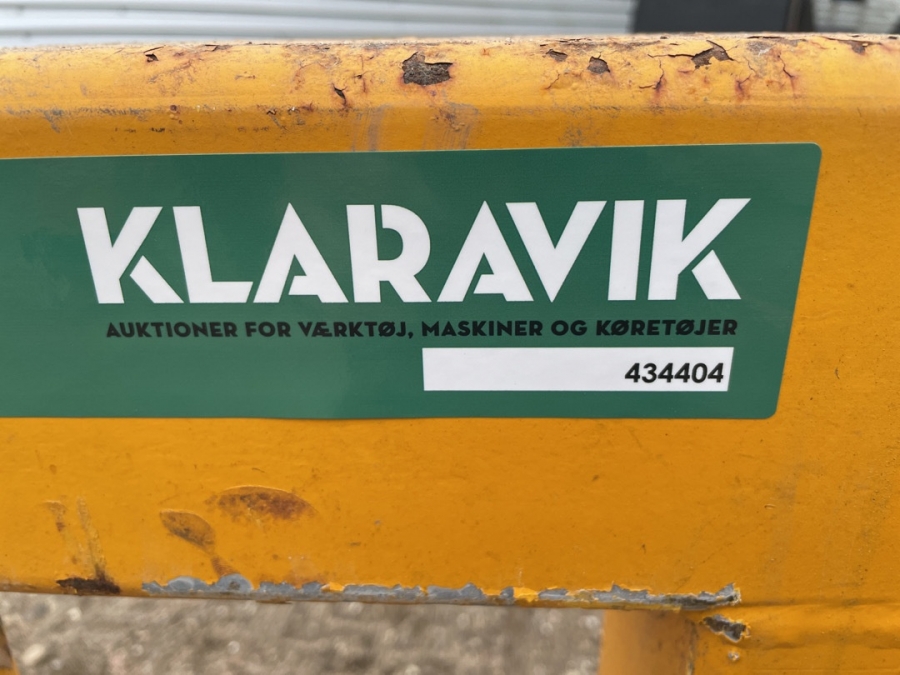 KLARAVIK
AUKTIONER FOR VÆRKTØJ, MASKINER OG KØRETØJER
434404